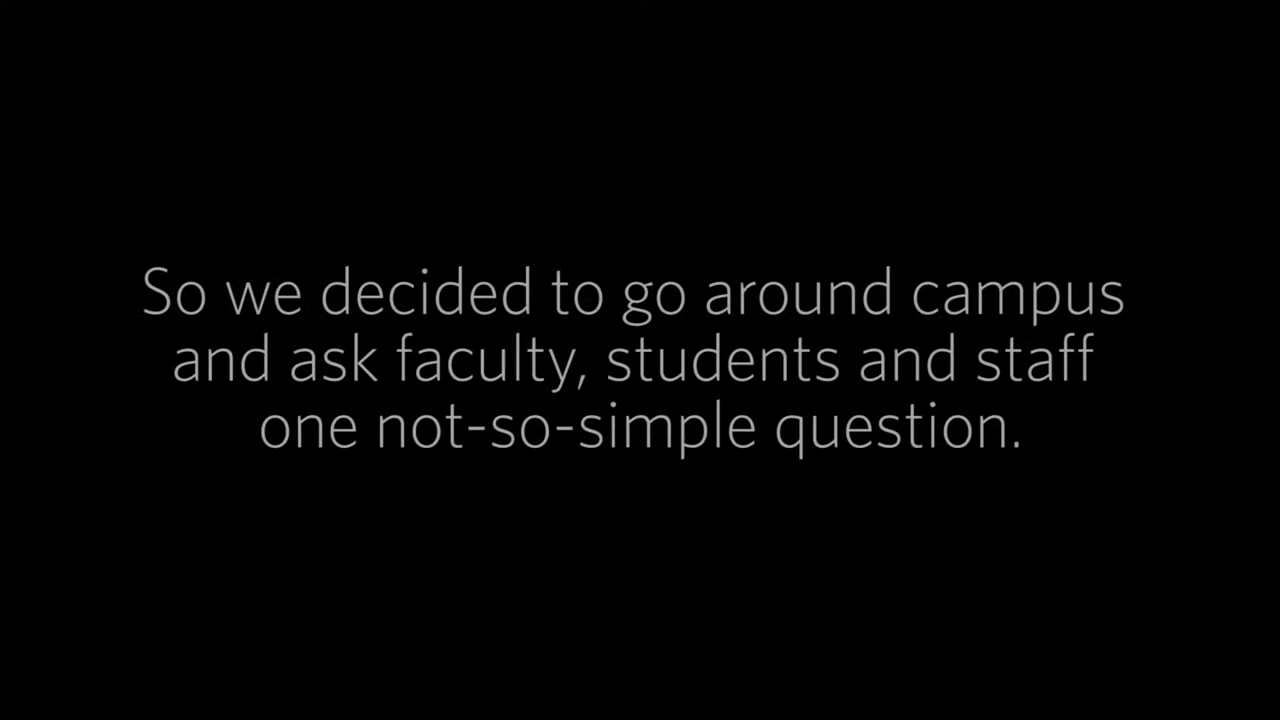 So we decided to go around campus
and ask faculty, students and staff
one not-so-simple question.